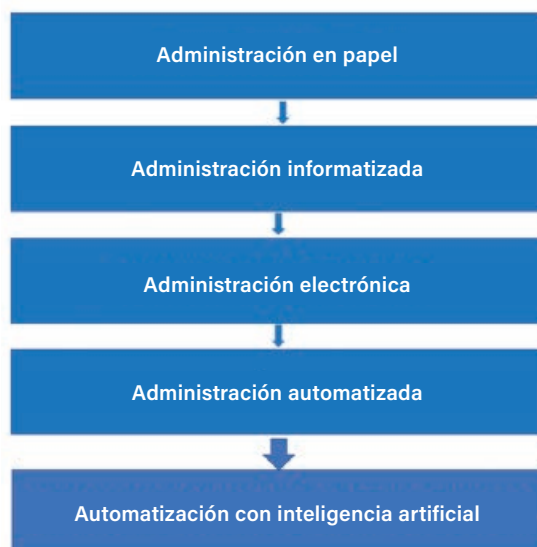 Administración en papel
Administración informatizada
Administración electrónica
Administración automatizada
Automatización con inteligencia artificial